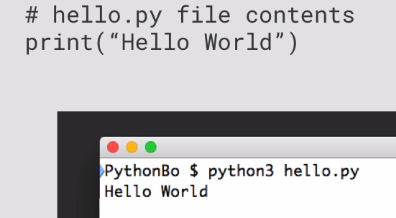 # hello.py file contents
print(“Hello World”)
PythonBo $ python3 hello.py
Hello World